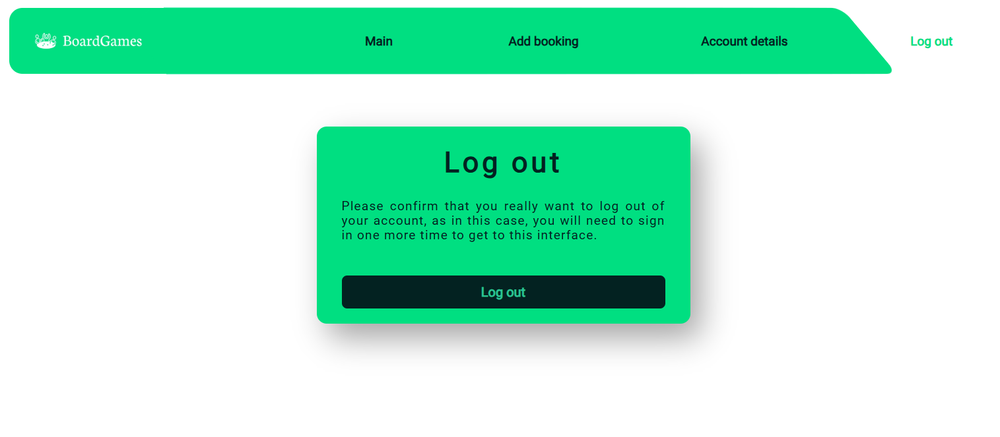 BoardGames
Main
Add booking
Account details
Log out
Log out
Please confirm that you really want to log out of
your account, as in this case, you will need to sign
in one more time to get to this interface.
Log out